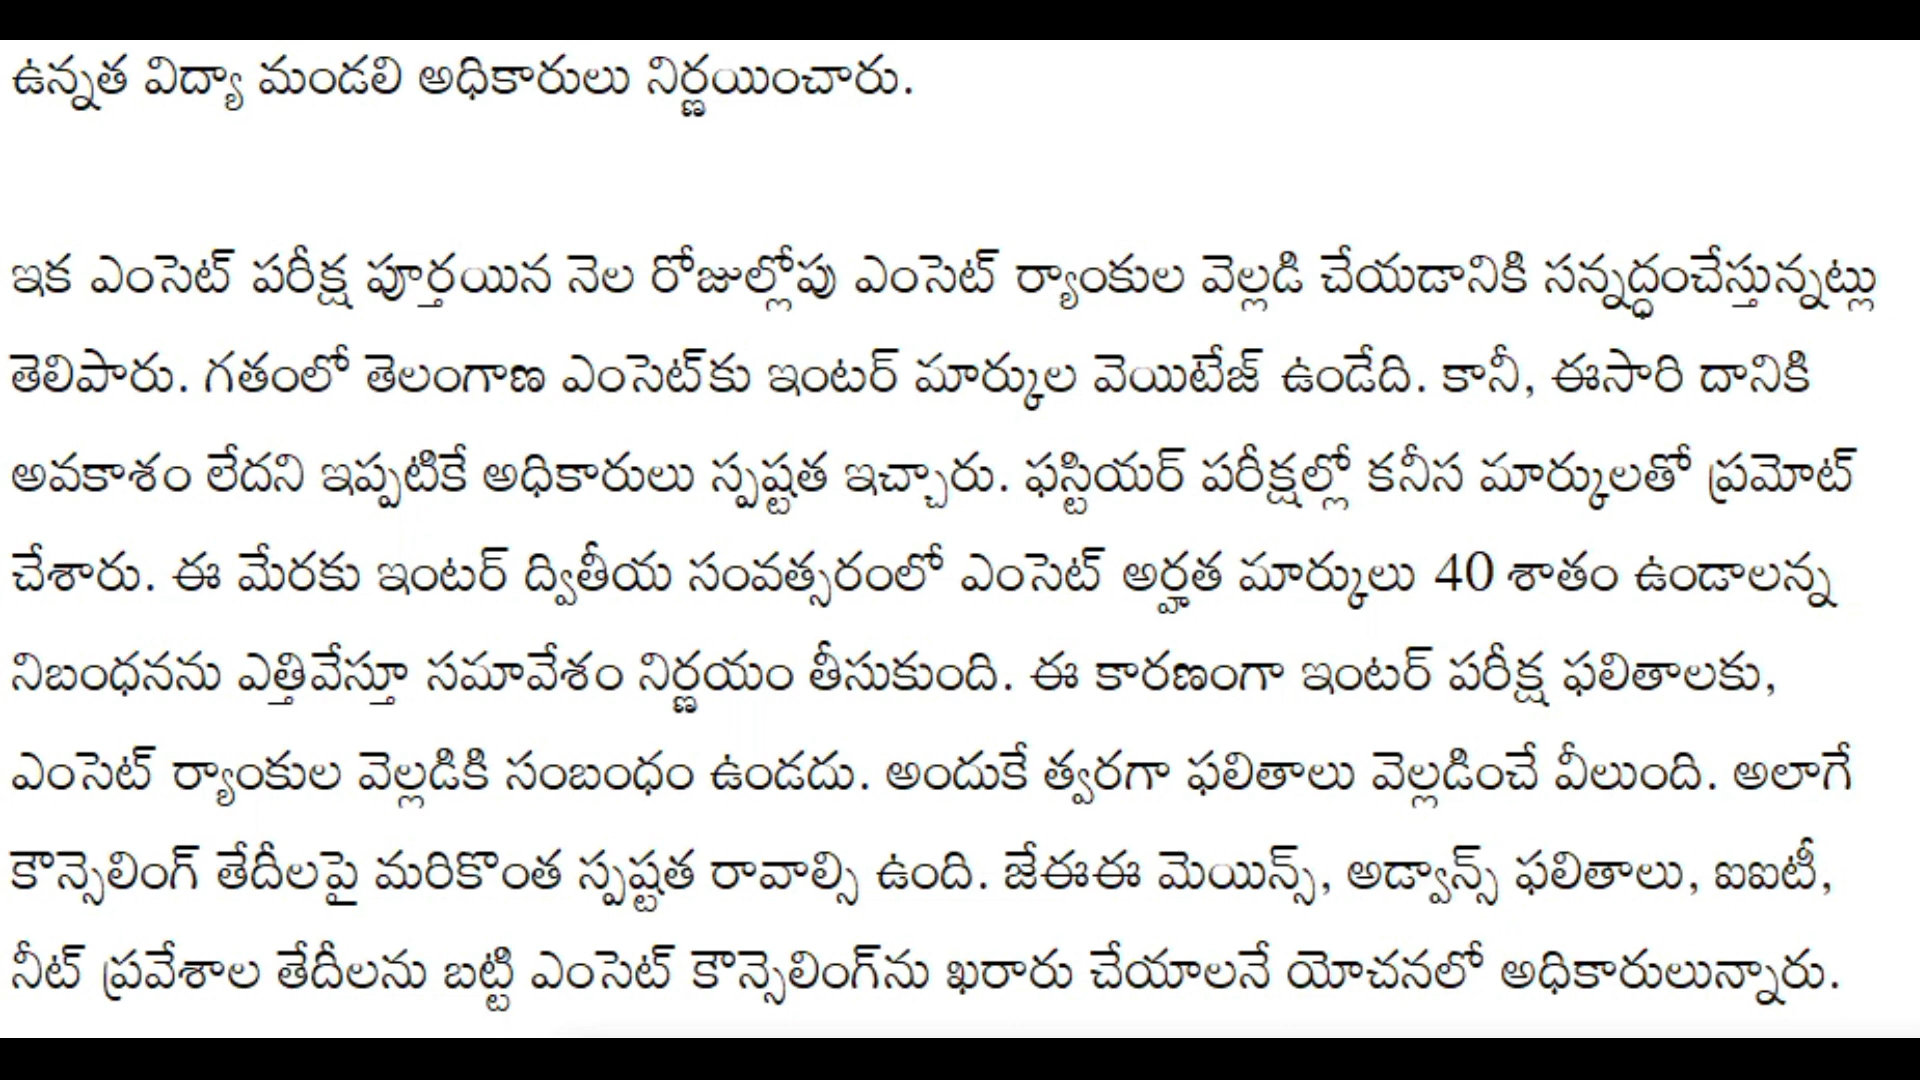 ఉన్నత విద్యా మండలి అధికారులు నిర్ణయించారు.
ఇక ఎంసెట్ పరీక్ష పూర్తయిన నెల రోజుల్లోపు ఎంసెట్ ర్యాంకుల వెల్లడి చేయడానికి సన్నద్ధంచేస్తున్నట్లు
తెలిపారు. గతంలో తెలంగాణ ఎంసెట్‌కు ఇంటర్ మార్కుల వెయిటేజ్ ఉండేది. కానీ, ఈసారి దానికి
అవకాశం లేదని ఇప్పటికే అధికారులు స్పష్టత ఇచ్చారు. ఫస్టియర్ పరీక్షల్లో కనీస మార్కులతో ప్రమోట్
చేశారు. ఈ మేరకు ఇంటర్ ద్వితీయ సంవత్సరంలో ఎంసెట్ అర్హత మార్కులు 40 శాతం ఉండాలన్న
నిబంధనను ఎత్తివేస్తూ సమావేశం నిర్ణయం తీసుకుంది. ఈ కారణంగా ఇంటర్ పరీక్ష ఫలితాలకు,
ఎంసెట్ ర్యాంకుల వెల్లడికి సంబంధం ఉండదు. అందుకే త్వరగా ఫలితాలు వెల్లడించే వీలుంది. అలాగే
కౌన్సెలింగ్ తేదీలపై మరికొంత స్పష్టత రావాల్సి ఉంది. జేఈఈ మెయిన్స్, అడ్వాన్స్ ఫలితాలు, ఐఐటీ,
నీట్ ప్రవేశాల తేదీలను బట్టి ఎంసెట్ కౌన్సెలింగ్‌ను ఖరారు చేయాలనే యోచనలో అధికారులున్నారు.